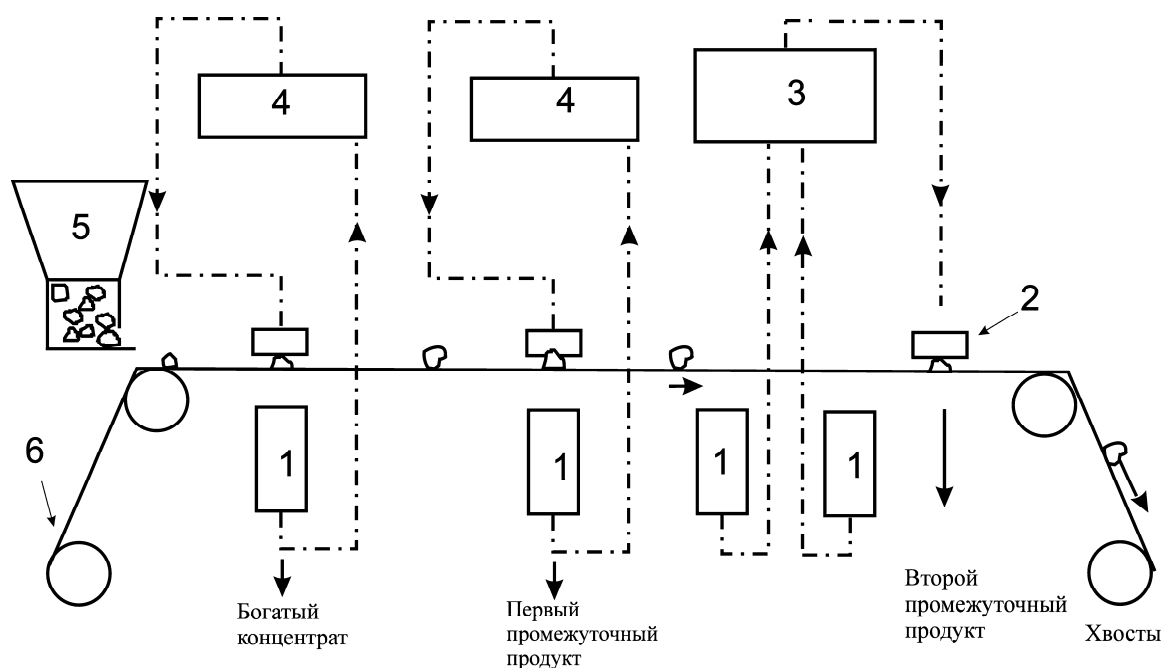 4
4
3
5
2
6
1
1
1
1
Богатый
концентрат
Первый
промежуточный
продукт
Второй
промежуточный
продукт
Хвосты